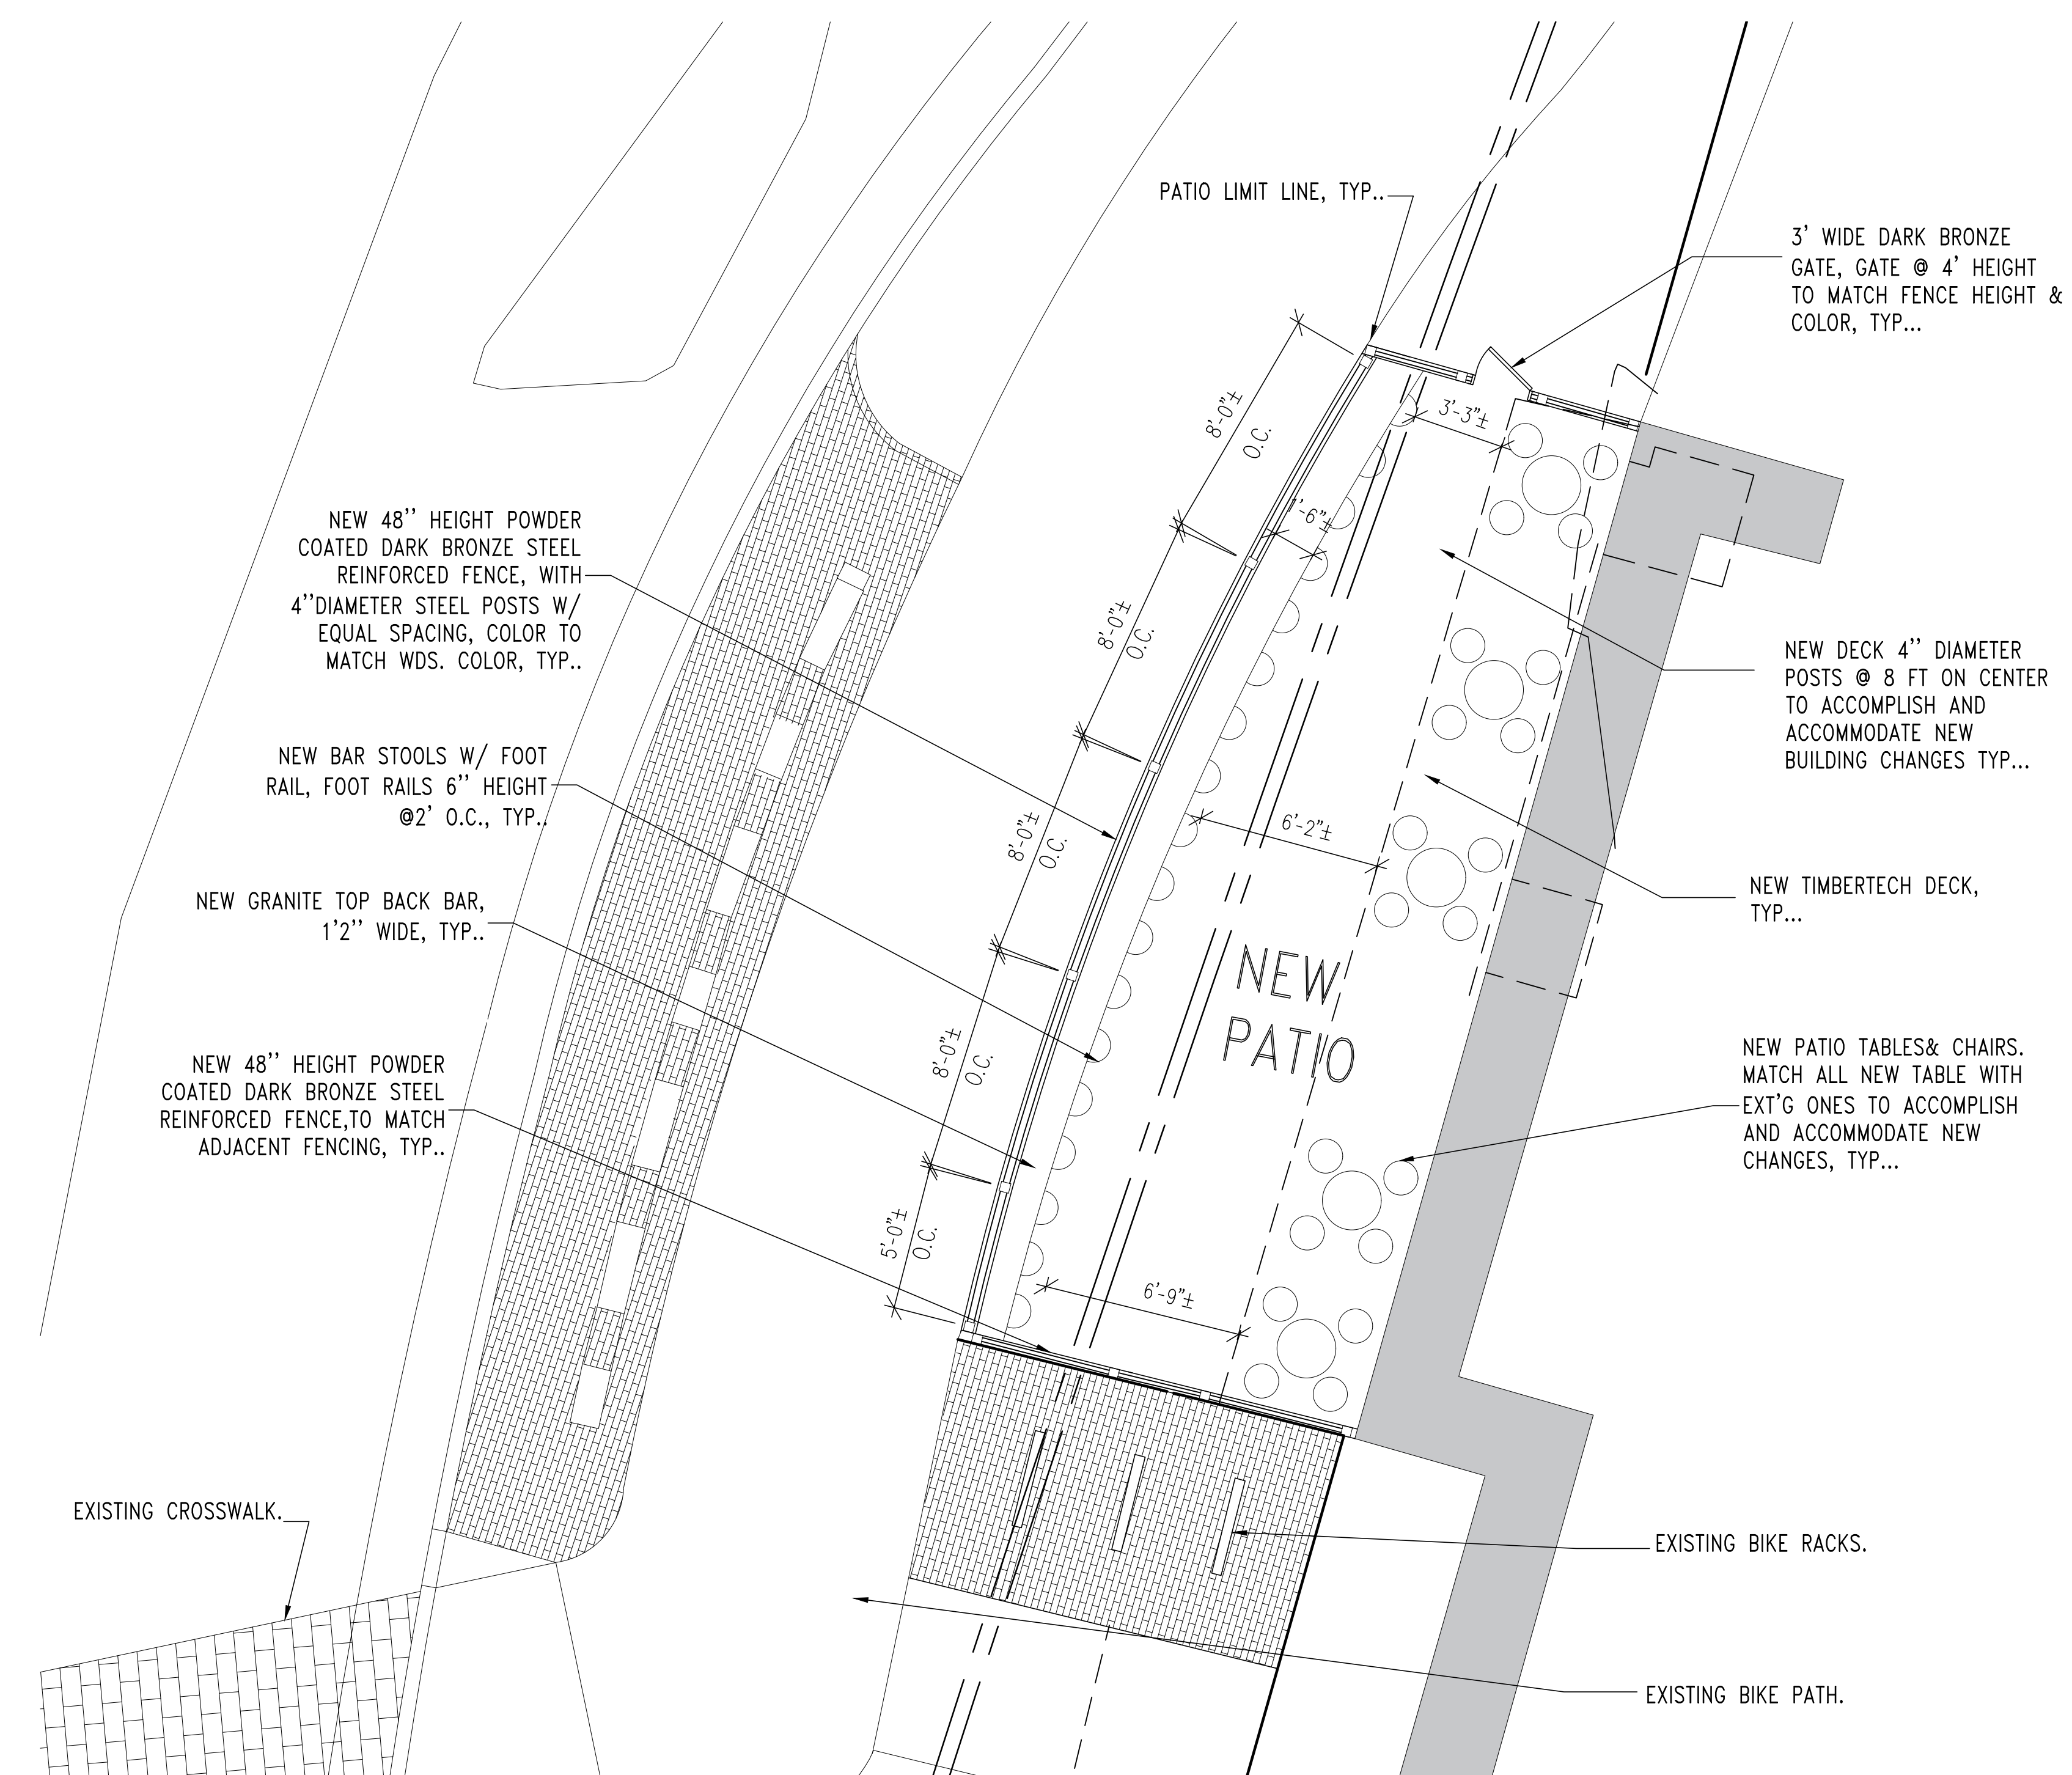 PATIO LIMIT LINE, TYP..
3' WIDE DARK BRONZE
GATE, GATE @ 4' HEIGHT
TO MATCH FENCE HEIGHT &
COLOR, TYP...
8'-0"±
O.C.
3'-3"±
1'-6"±
NEW 48'' HEIGHT POWDER
COATED DARK BRONZE STEEL
REINFORCED FENCE, WITH
4''DIAMETER STEEL POSTS W/
EQUAL SPACING, COLOR TO
MATCH WDS. COLOR, TYP..
8'-0"±
O.C.
NEW DECK 4'' DIAMETER
POSTS @ 8 FT ON CENTER
TO ACCOMPLISH AND
ACCOMMODATE NEW
BUILDING CHANGES TYP...
NEW BAR STOOLS W/ FOOT
RAIL, FOOT RAILS 6'' HEIGHT
@2' O.C., TYP..
8'-0"±
O.C.
6'-2"±
NEW TIMBERTECH DECK,
TYP...
NEW GRANITE TOP BACK BAR,
1'2'' WIDE, TYP..
NEW
PATIO
8'-0"±
O.C.
NEW 48'' HEIGHT POWDER
COATED DARK BRONZE STEEL
REINFORCED FENCE,TO MATCH
ADJACENT FENCING, TYP..
NEW PATIO TABLES& CHAIRS.
MATCH ALL NEW TABLE WITH
EXT'G ONES TO ACCOMPLISH
AND ACCOMMODATE NEW
CHANGES, TYP...
5'-0"±
O.C.
6'-9"±
EXISTING CROSSWALK.
EXISTING BIKE RACKS.
EXISTING BIKE PATH.